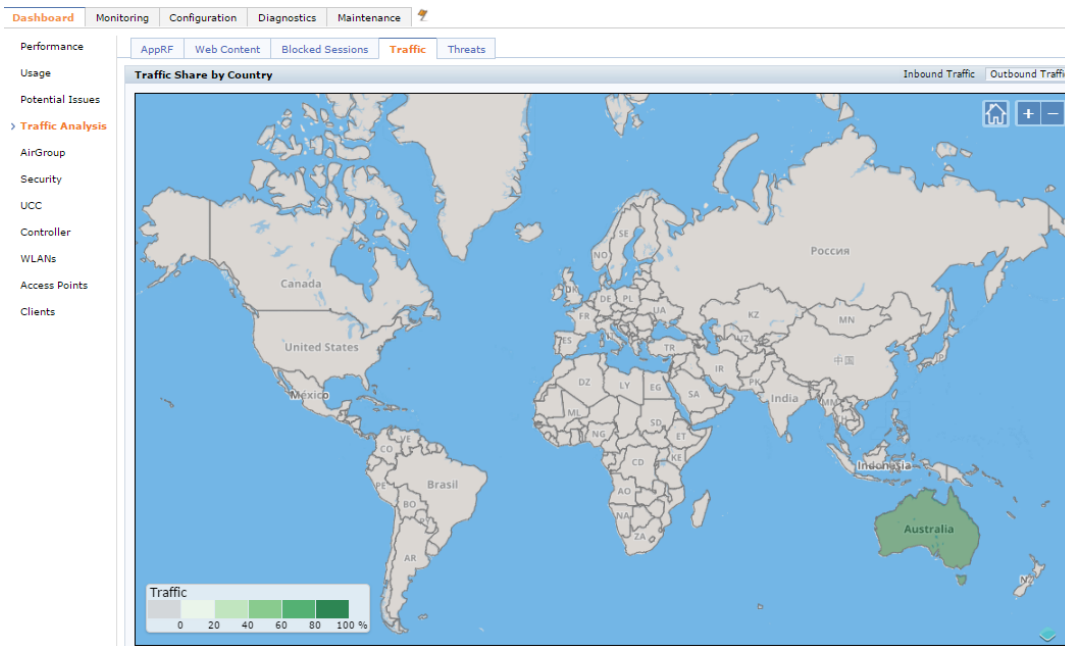 Dashboard Monitoring Configuration Diagnostics Maintenance
Performance
Usage
Potential Issues
Traffic Analysis
AirGroup
Security
UCC
Controller
WLANs
Access Points
Clients
AppRF Web Content Blocked Sessions Traffic Threats
Traffic Share by Country Inbound Traffic Outbound Traffi
+ −
SE
NO
Россия
Canada
DE PL
UA
FR
KZ
MN
ES
United States
TR
UZ
JP
中国
IR
PK
DZ LY EG
SA
India
México
MM
ML
SD
NG
ET
VE
CO
CD
KE
Indonesia
PE
Brasil
AO
BO
NA
ZA
Australia
AR
NZ
Traffic
0 20 40 60 80 100 %